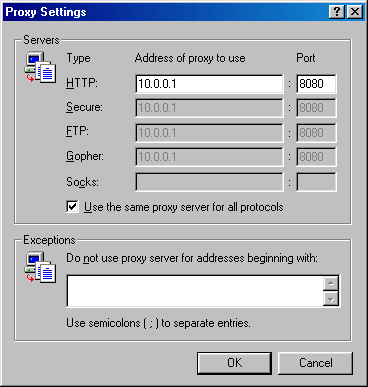 Proxy Settings
Servers
Type Address of proxy to use Port
HTTP: 10.0.0.1 : 8080
Secure: 10.0.0.1 : 8080
FTP: 10.0.0.1 : 8080
Gopher: 10.0.0.1 : 8080
Socks: :
Use the same proxy server for all protocols
Exceptions
Do not use proxy server for addresses beginning with:
Use semicolons ( ; ) to separate entries.
OK Cancel